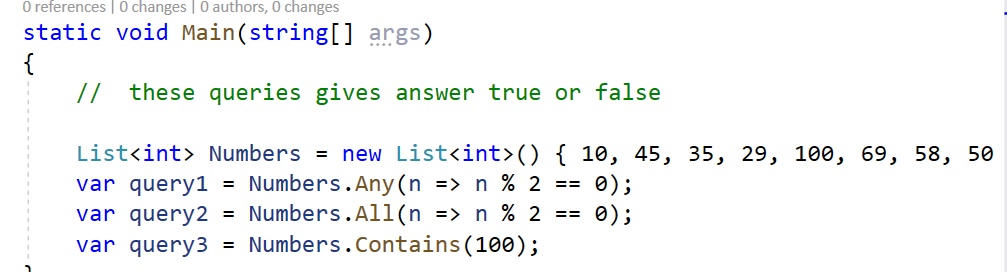 0 references | 0 changes | 0 authors, 0 changes
static void Main(string[] args)
{
//  these queries gives answer true or false
List<int> Numbers = new List<int>() { 10, 45, 35, 29, 100, 69, 58, 50
var query1 = Numbers.Any(n => n % 2 == 0);
var query2 = Numbers.All(n => n % 2 == 0);
var query3 = Numbers.Contains(100);